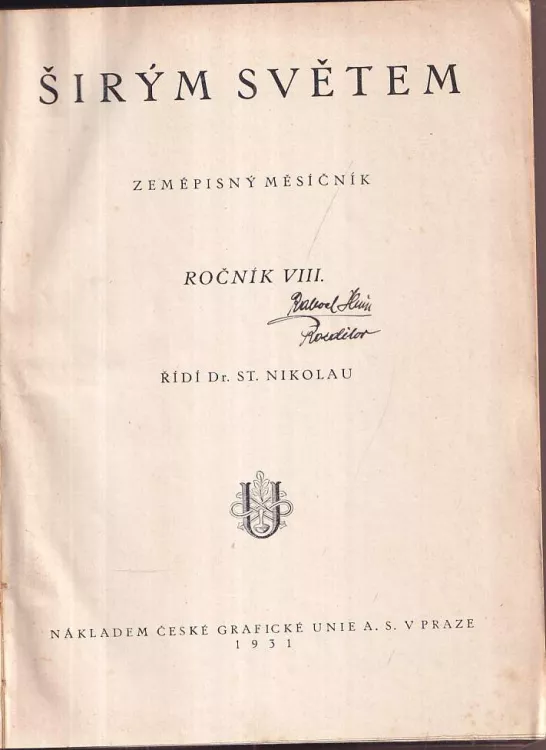 ŠIRÝM SVĚTEM
ZEMĚPISNÝ MĚSÍČNÍK
ROČNÍK VIII.
ŘÍDÍ Dr. ST. NIKOLAU
U
NÁKLADEM ČESKÉ GRAFICKÉ UNIE A. S. V PRAZE
1931